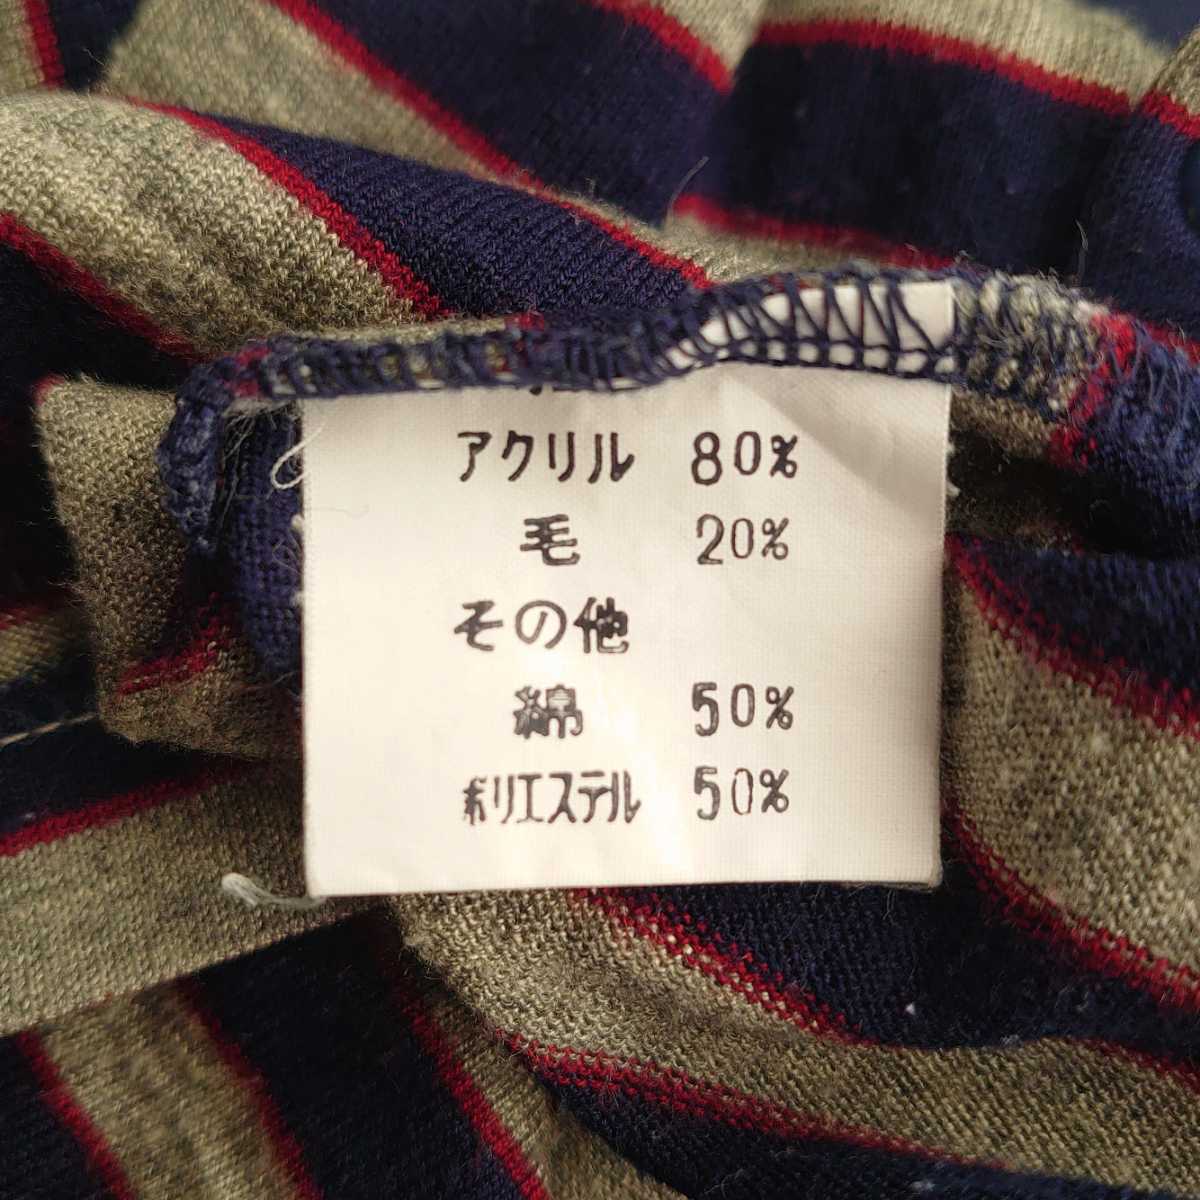 アクリル 80%
毛 20%
その他
綿 50%
ポリエステル 50%